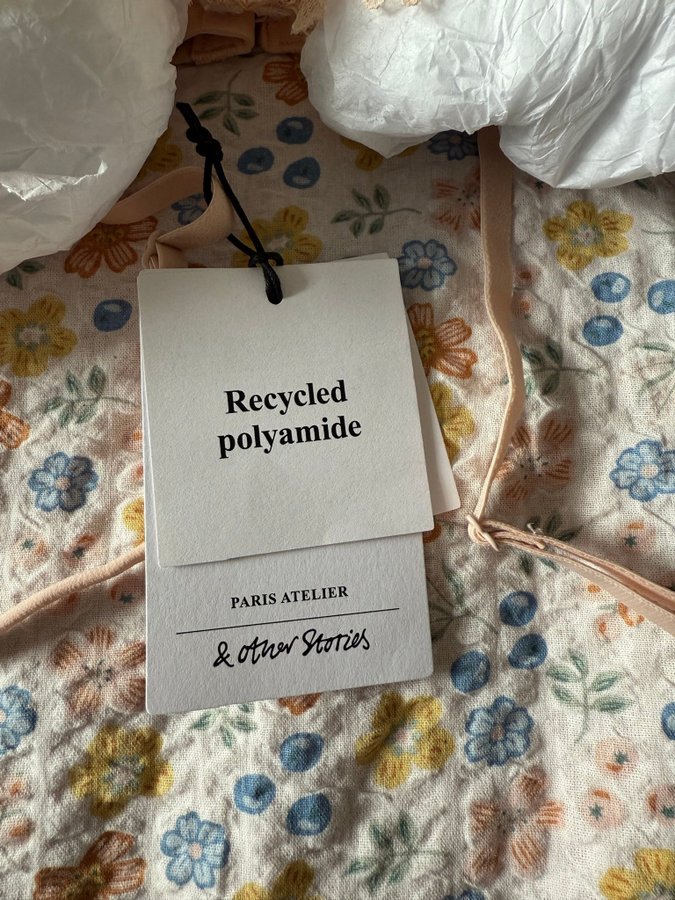 Recycled
polyamide
PARIS ATELIER
& other Stories